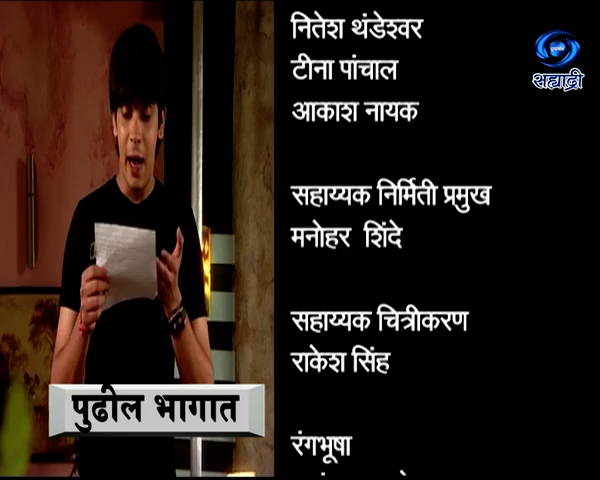 नितेश थंडेश्वर
टीना पांचाल
आकाश नायक
सहाय्यक निर्मिती प्रमुख
मनोहर शिंदे
सहाय्यक चित्रीकरण
राकेश सिंह
रंगभूषा
सह्याद्री
पुढील भागात